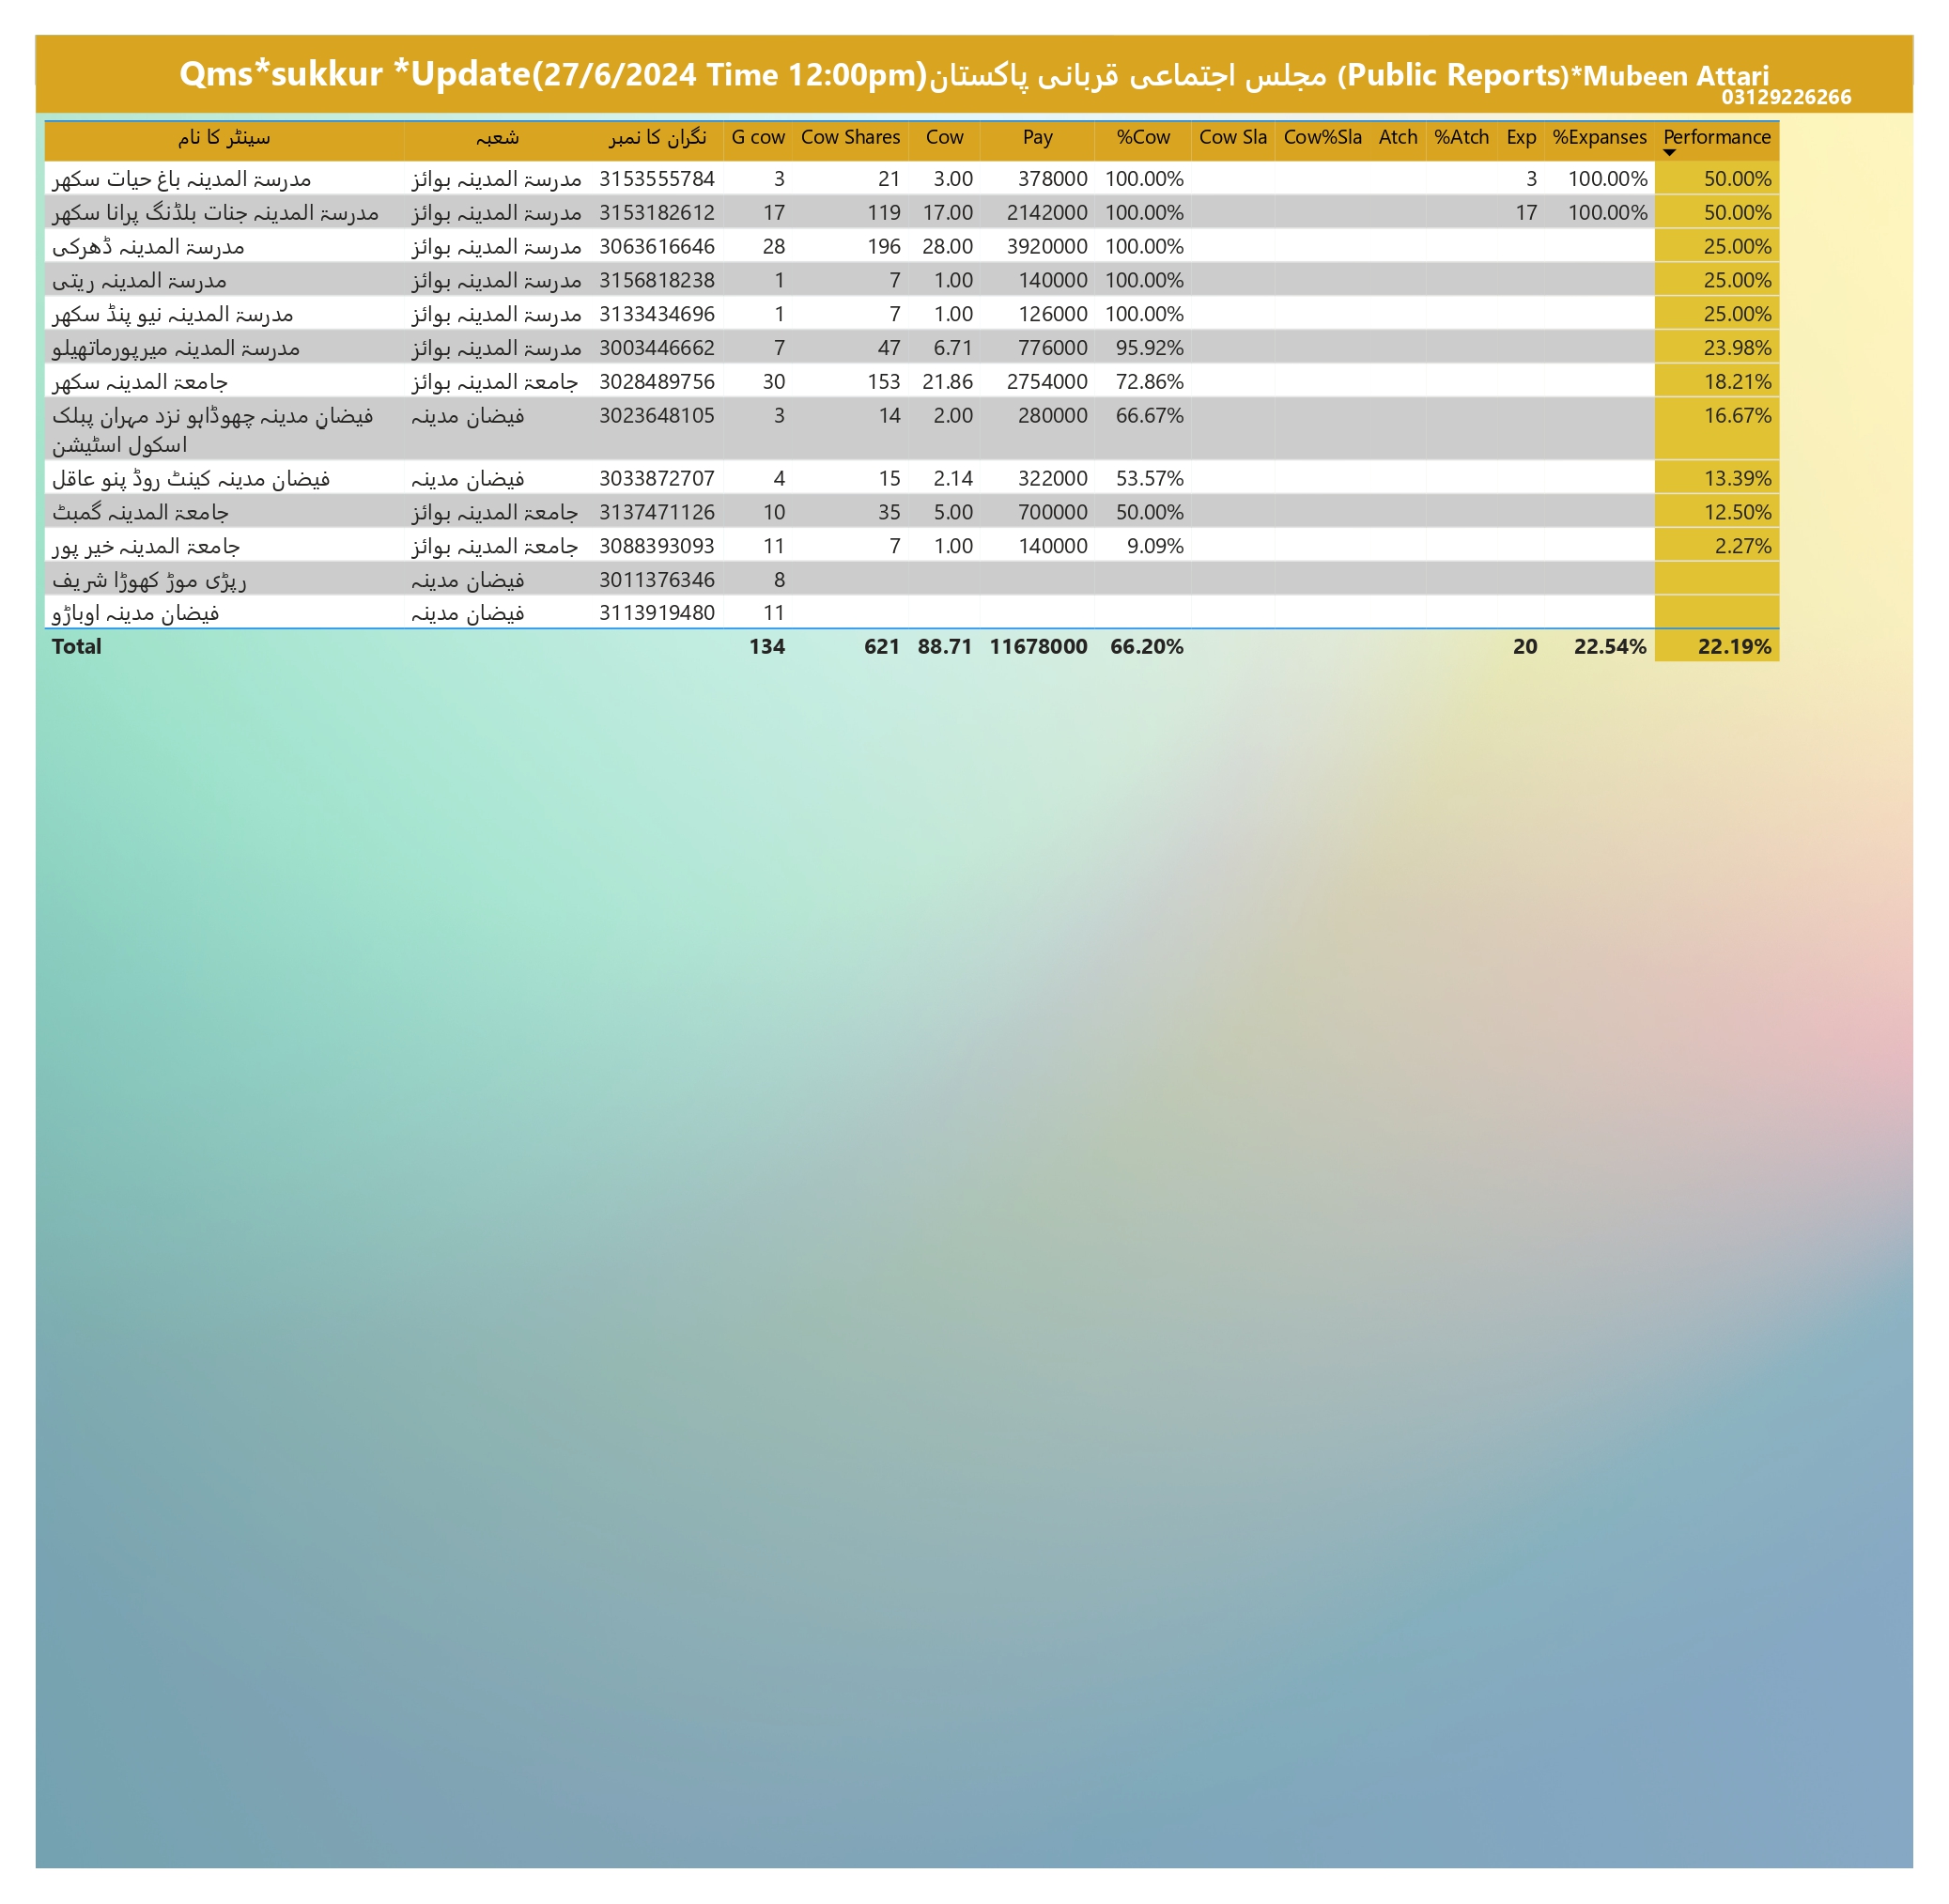 Qms*sukkur *Update(27/6/2024 Time 12:00pm)مجلس اجتماعی قربانی پاکستان (Public Reports)*Mubeen Attari
03129226266
سینٹر کا نام شعبہ نگران کا نمبر G cow Cow Shares Cow Pay %Cow Cow Sla Cow%Sla Atch %Atch Exp %Expanses Performance
مدرسۃ المدینہ باغ حیات سکھر مدرسۃ المدینہ بوائز 3153555784 3 21 3.00 378000 100.00% 3 100.00% 50.00%
مدرسۃ المدینہ جنات بلڈنگ پرانا سکھر مدرسۃ المدینہ بوائز 3153182612 17 119 17.00 2142000 100.00% 17 100.00% 50.00%
مدرسۃ المدینہ ڈھرکی مدرسۃ المدینہ بوائز 3063616646 28 196 28.00 3920000 100.00% 25.00%
مدرسۃ المدینہ ریتی مدرسۃ المدینہ بوائز 3156818238 1 7 1.00 140000 100.00% 25.00%
مدرسۃ المدینہ نیو پنڈ سکھر مدرسۃ المدینہ بوائز 3133434696 1 7 1.00 126000 100.00% 25.00%
مدرسۃ المدینہ میرپورماتھیلو مدرسۃ المدینہ بوائز 3003446662 7 47 6.71 776000 95.92% 23.98%
جامعۃ المدینہ سکھر جامعۃ المدینہ بوائز 3028489756 30 153 21.86 2754000 72.86% 18.21%
فیضانِ مدینہ چھوڈاہو نزد مہران پبلک فیضان مدینہ 3023648105 3 14 2.00 280000 66.67% 16.67%
اسکول اسٹیشن
فیضان مدینہ کینٹ روڈ پنو عاقل فیضان مدینہ 3033872707 4 15 2.14 322000 53.57% 13.39%
جامعۃ المدینہ گمبٹ جامعۃ المدینہ بوائز 3137471126 10 35 5.00 700000 50.00% 12.50%
جامعۃ المدینہ خیر پور جامعۃ المدینہ بوائز 3088393093 11 7 1.00 140000 9.09% 2.27%
رپڑی موڑ کھوڑا شریف فیضان مدینہ 3011376346 8
فیضان مدینہ اوباڑو فیضان مدینہ 3113919480 11
Total 134 621 88.71 11678000 66.20% 20 22.54% 22.19%